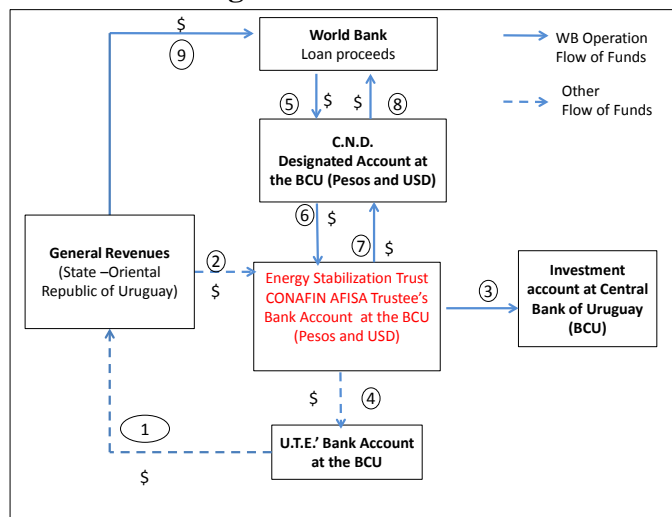 $
9
World Bank
Loan proceeds
WB Operation
Flow of Funds
Other
Flow of Funds
5
$
$
8
C.N.D.
Designated Account at
the BCU (Pesos and USD)
6
$
7
$
General Revenues
(State –Oriental
Republic of Uruguay)
2
$
Energy Stabilization Trust
CONAFIN AFISA Trustee's
Bank Account at the BCU
(Pesos and USD)
3
Investment
account at Central
Bank of Uruguay
(BCU)
$
4
1
$
U.T.E.' Bank Account
at the BCU